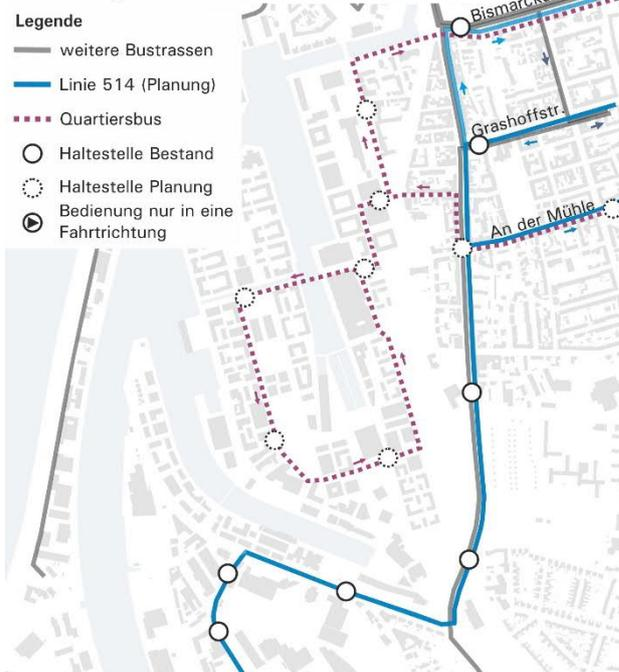 Legende
weitere Bustrassen
Linie 514 (Planung)
Quartiersbus
Haltestelle Bestand
Haltestelle Planung
Bedienung nur in eine
Fahrtrichtung
Grashoffstr.
An der Mühle